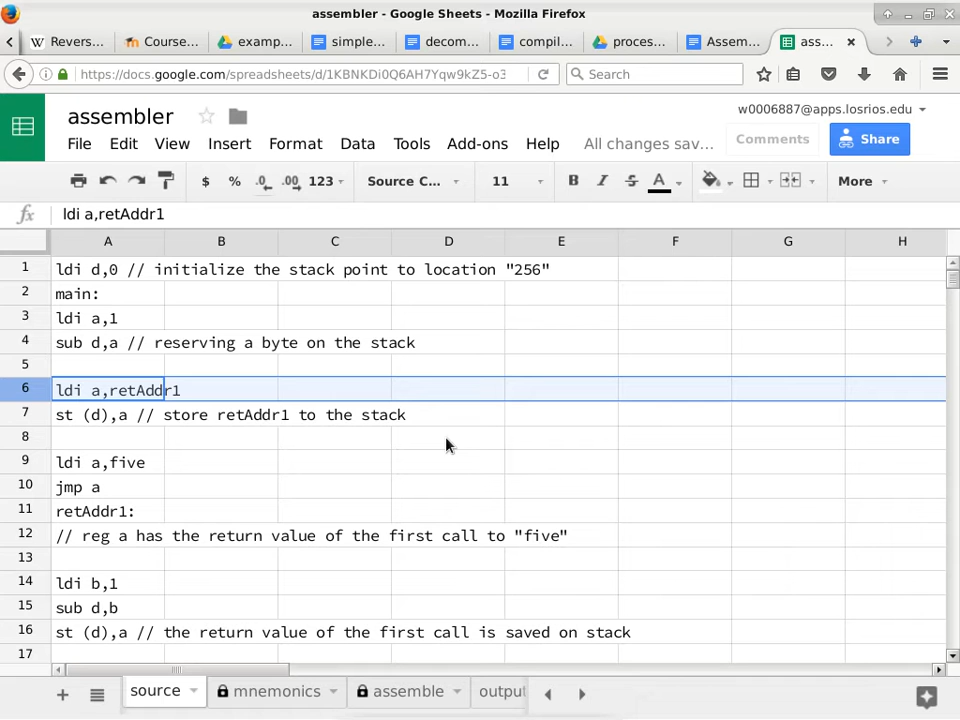 assembler - Google Sheets - Mozilla Firefox
W Revers...
Course...
examp...
simple...
decom...
compil...
proces...
Assem...
ass...
https://docs.google.com/spreadsheets/d/1KBNKDi0Q6AH7Yqw9kZ5-o3
Search
assembler
w0006887@apps.losrios.edu
File Edit View Insert Format Data Tools Add-ons Help All changes sav...
Comments
Share
$ % .0 .00 123 Source C... 11 B I S A More
fx ldi a,retAddr1
A B C D E F G H
1 ldi d,0 // initialize the stack point to location "256"
2 main:
3 ldi a,1
4 sub d,a // reserving a byte on the stack
5
6 ldi a,retAddr1
7 st (d),a // store retAddr1 to the stack
8
9 ldi a,five
10 jmp a
11 retAddr1:
12 // reg a has the return value of the first call to "five"
13
14 ldi b,1
15 sub d,b
16 st (d),a // the return value of the first call is saved on stack
17
source mnemonics assemble output